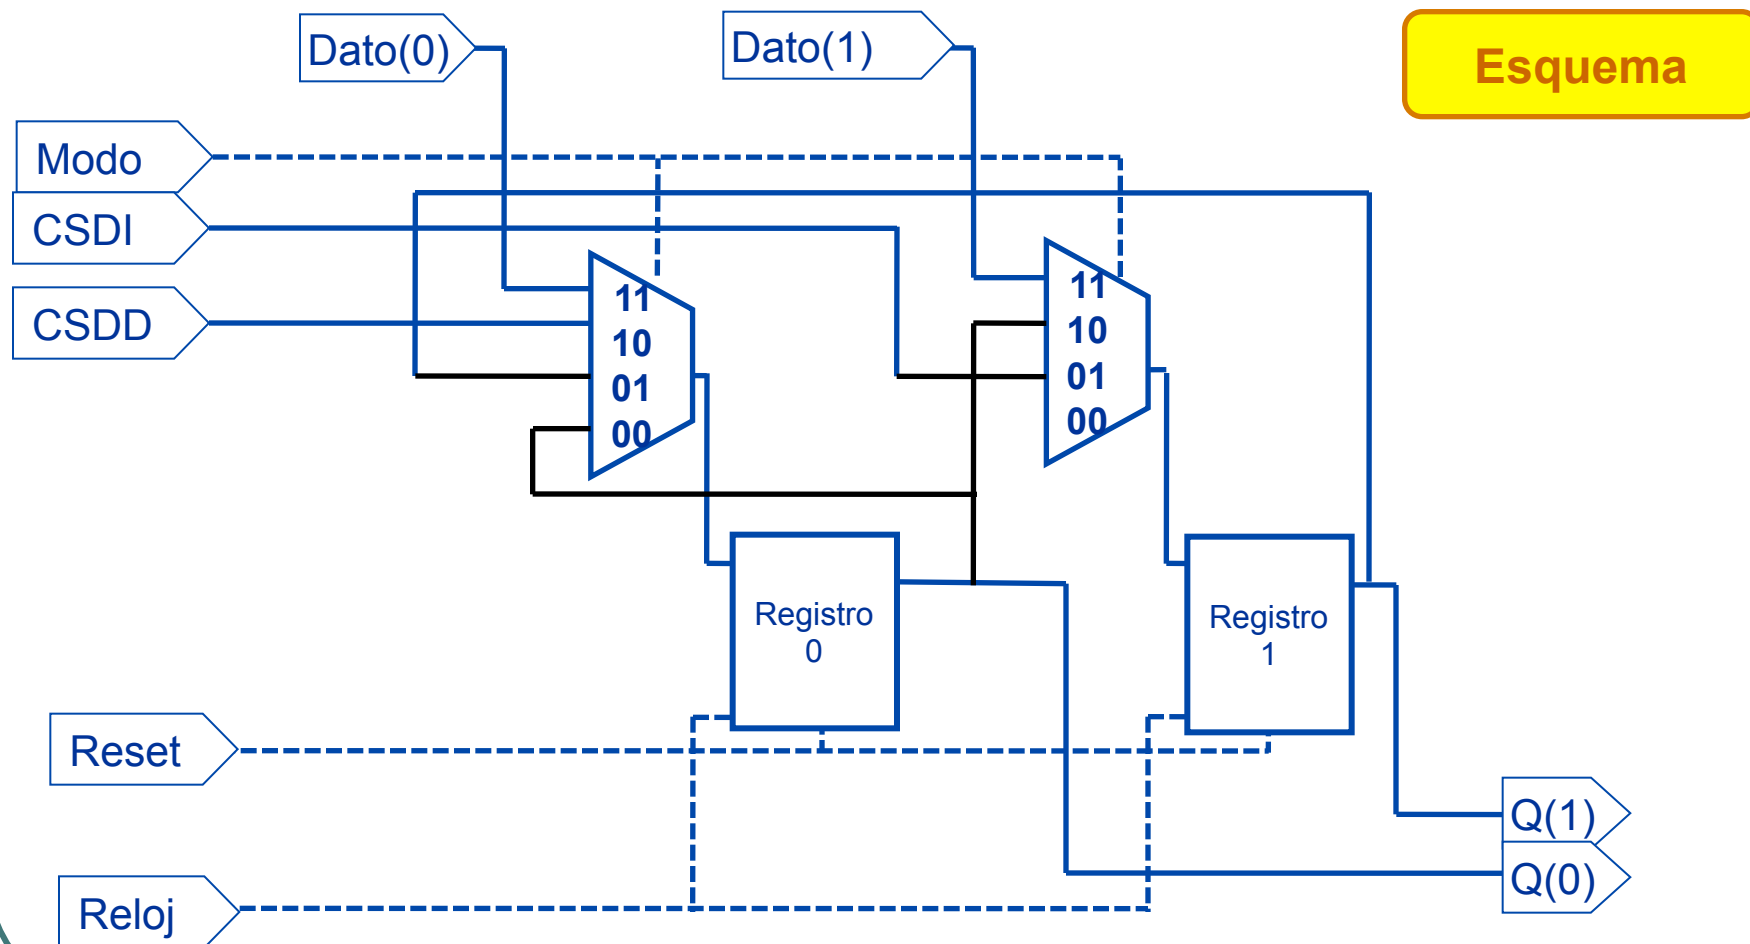 Dato(0)
Dato(1)
Esquema
Modo
CSDI
CSDD
11
10
01
00
11
10
01
00
Registro
0
Registro
1
Reset
Reloj
Q(1)
Q(0)